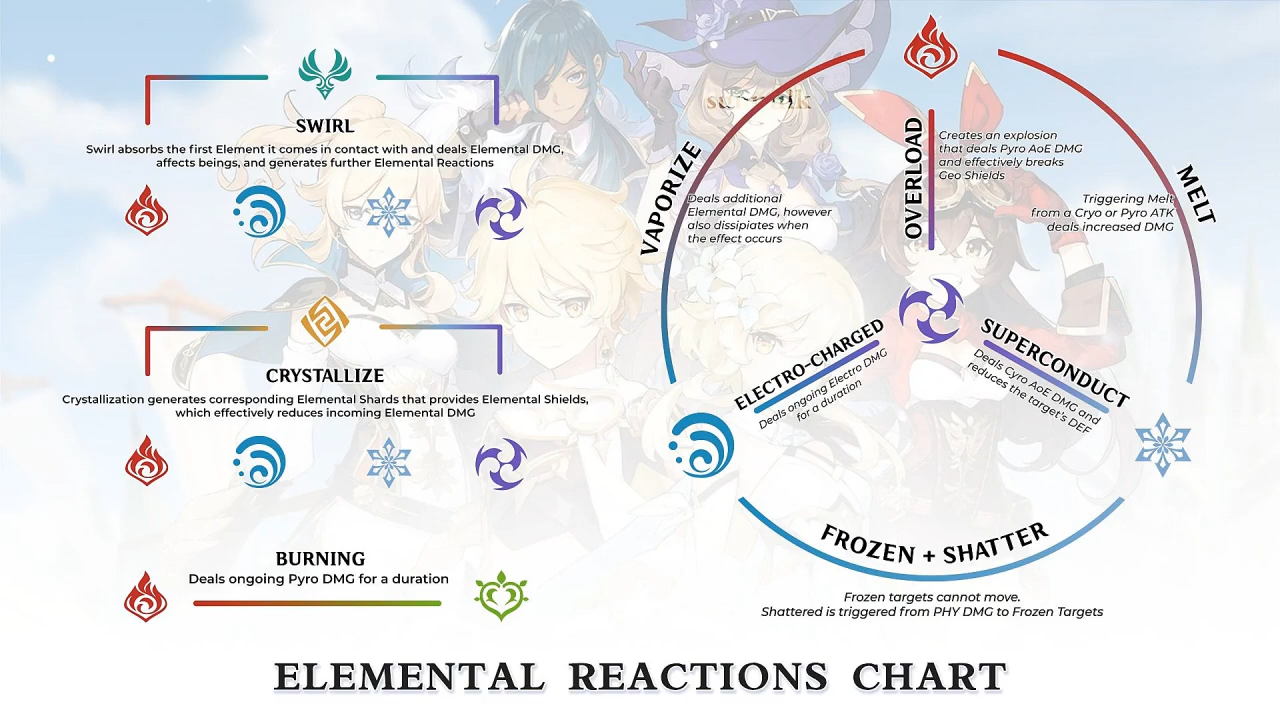 SWIRL
Swirl absorbs the first Element it comes in contact with and deals Elemental DMG,
affects beings, and generates further Elemental Reactions
CRYSTALLIZE
Crystallization generates corresponding Elemental Shards that provides Elemental Shields,
which effectively reduces incoming Elemental DMG
BURNING
Deals ongoing Pyro DMG for a duration
VAPORIZE
Deals additional
Elemental DMG, however
also dissipiates when
the effect occurs
OVERLOAD
Creates an explosion
that deals Pyro AoE DMG
and effectively breaks
Geo Shields
MELT
Triggering Melt
from a Cryo or Pyro ATK
deals increased DMG
ELECTRO-CHARGED
Deals ongoing Electro DMG
for a duration
SUPERCONDUCT
Deals Cyro AoE DMG and
reduces the target's DEF
FROZEN + SHATTER
Frozen targets cannot move.
Shattered is triggered from PHY DMG to Frozen Targets
ELEMENTAL REACTIONS CHART